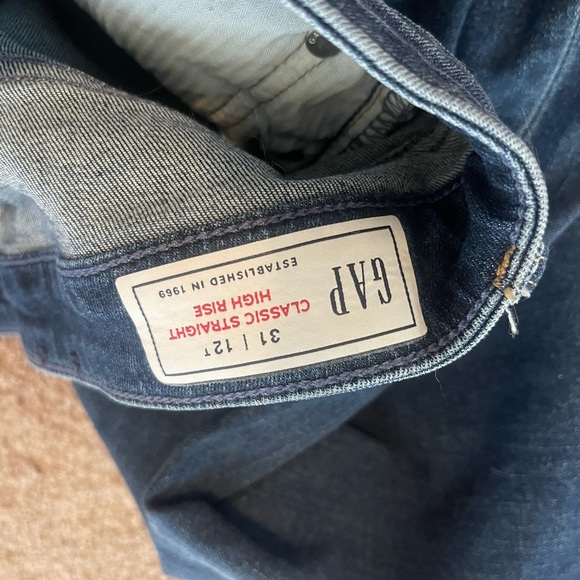 GAP
ESTABLISHED IN 1969
CLASSIC STRAIGHT
HIGH RISE
31 | 12T